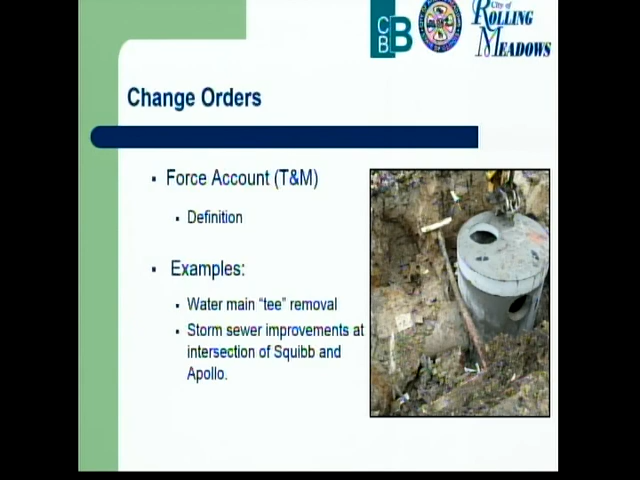 CBB
City of
ROLLING
MEADOWS
Change Orders
▪ Force Account (T&M)
▪ Definition
▪ Examples:
▪ Water main “tee” removal
▪ Storm sewer improvements at
intersection of Squibb and
Apollo.